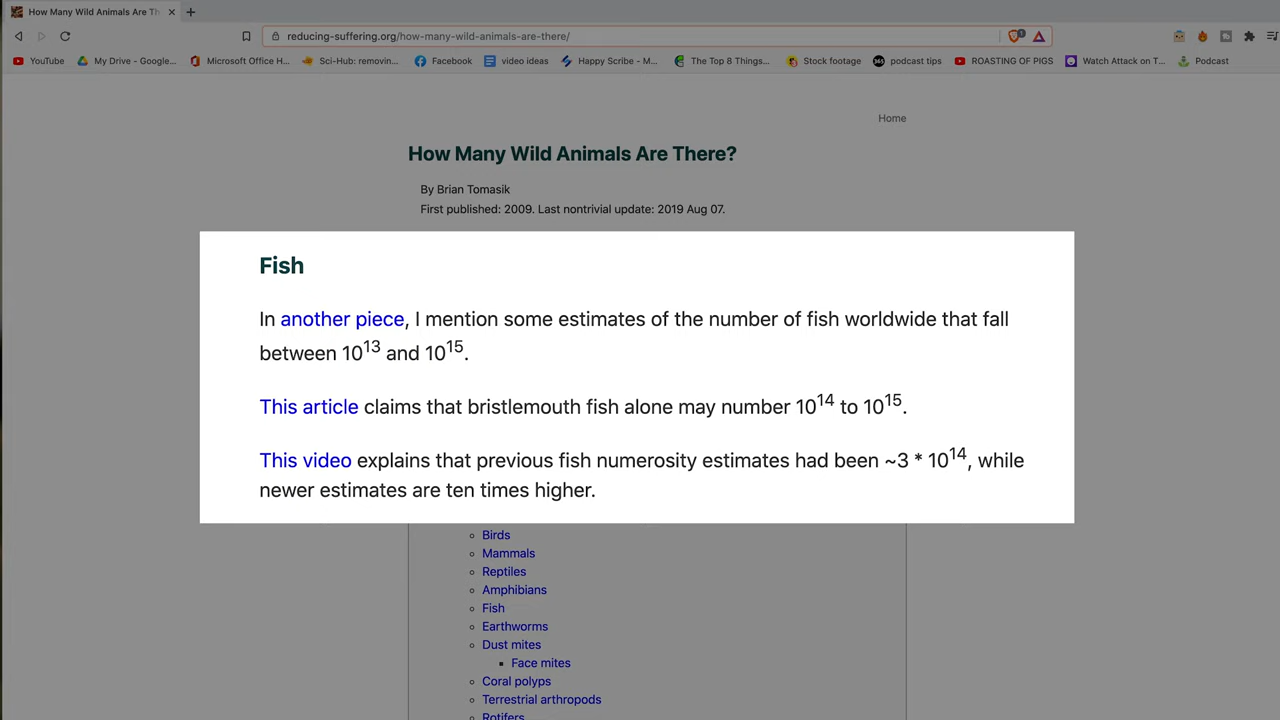 How Many Wild Animals Are Th
reducing-suffering.org/how-many-wild-animals-are-there/
YouTube
My Drive - Google...
Microsoft Office H...
Sci-Hub: removin...
Facebook
video ideas
Happy Scribe - M...
The Top 8 Things...
Stock footage
podcast tips
ROASTING OF PIGS
Watch Attack on T...
Podcast
Home
How Many Wild Animals Are There?
By Brian Tomasik
First published: 2009. Last nontrivial update: 2019 Aug 07.
Fish
In another piece, I mention some estimates of the number of fish worldwide that fall
between 10¹³ and 10¹⁵.
This article claims that bristlemouth fish alone may number 10¹⁴ to 10¹⁵.
This video explains that previous fish numerosity estimates had been ~3 * 10¹⁴, while
newer estimates are ten times higher.
Birds
Mammals
Reptiles
Amphibians
Fish
Earthworms
Dust mites
Face mites
Coral polyps
Terrestrial arthropods
Rotifers